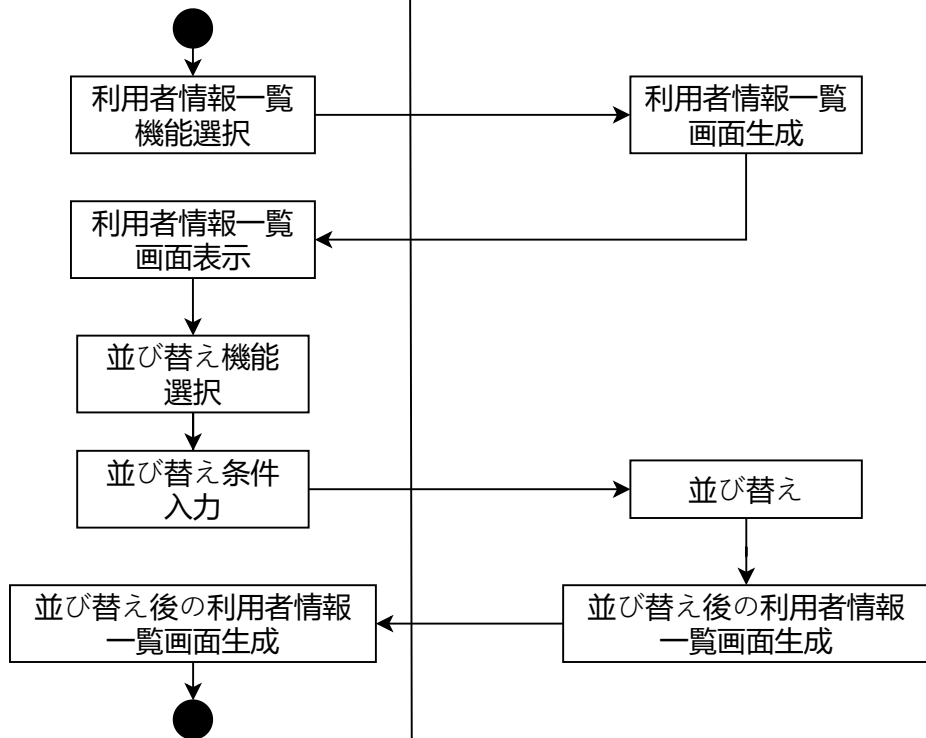 利用者情報一覧
機能選択
利用者情報一覧
画面生成
利用者情報一覧
画面表示
並び替え機能
選択
並び替え条件
入力
並び替え
並び替え後の利用者情報
一覧画面生成
並び替え後の利用者情報
一覧画面生成